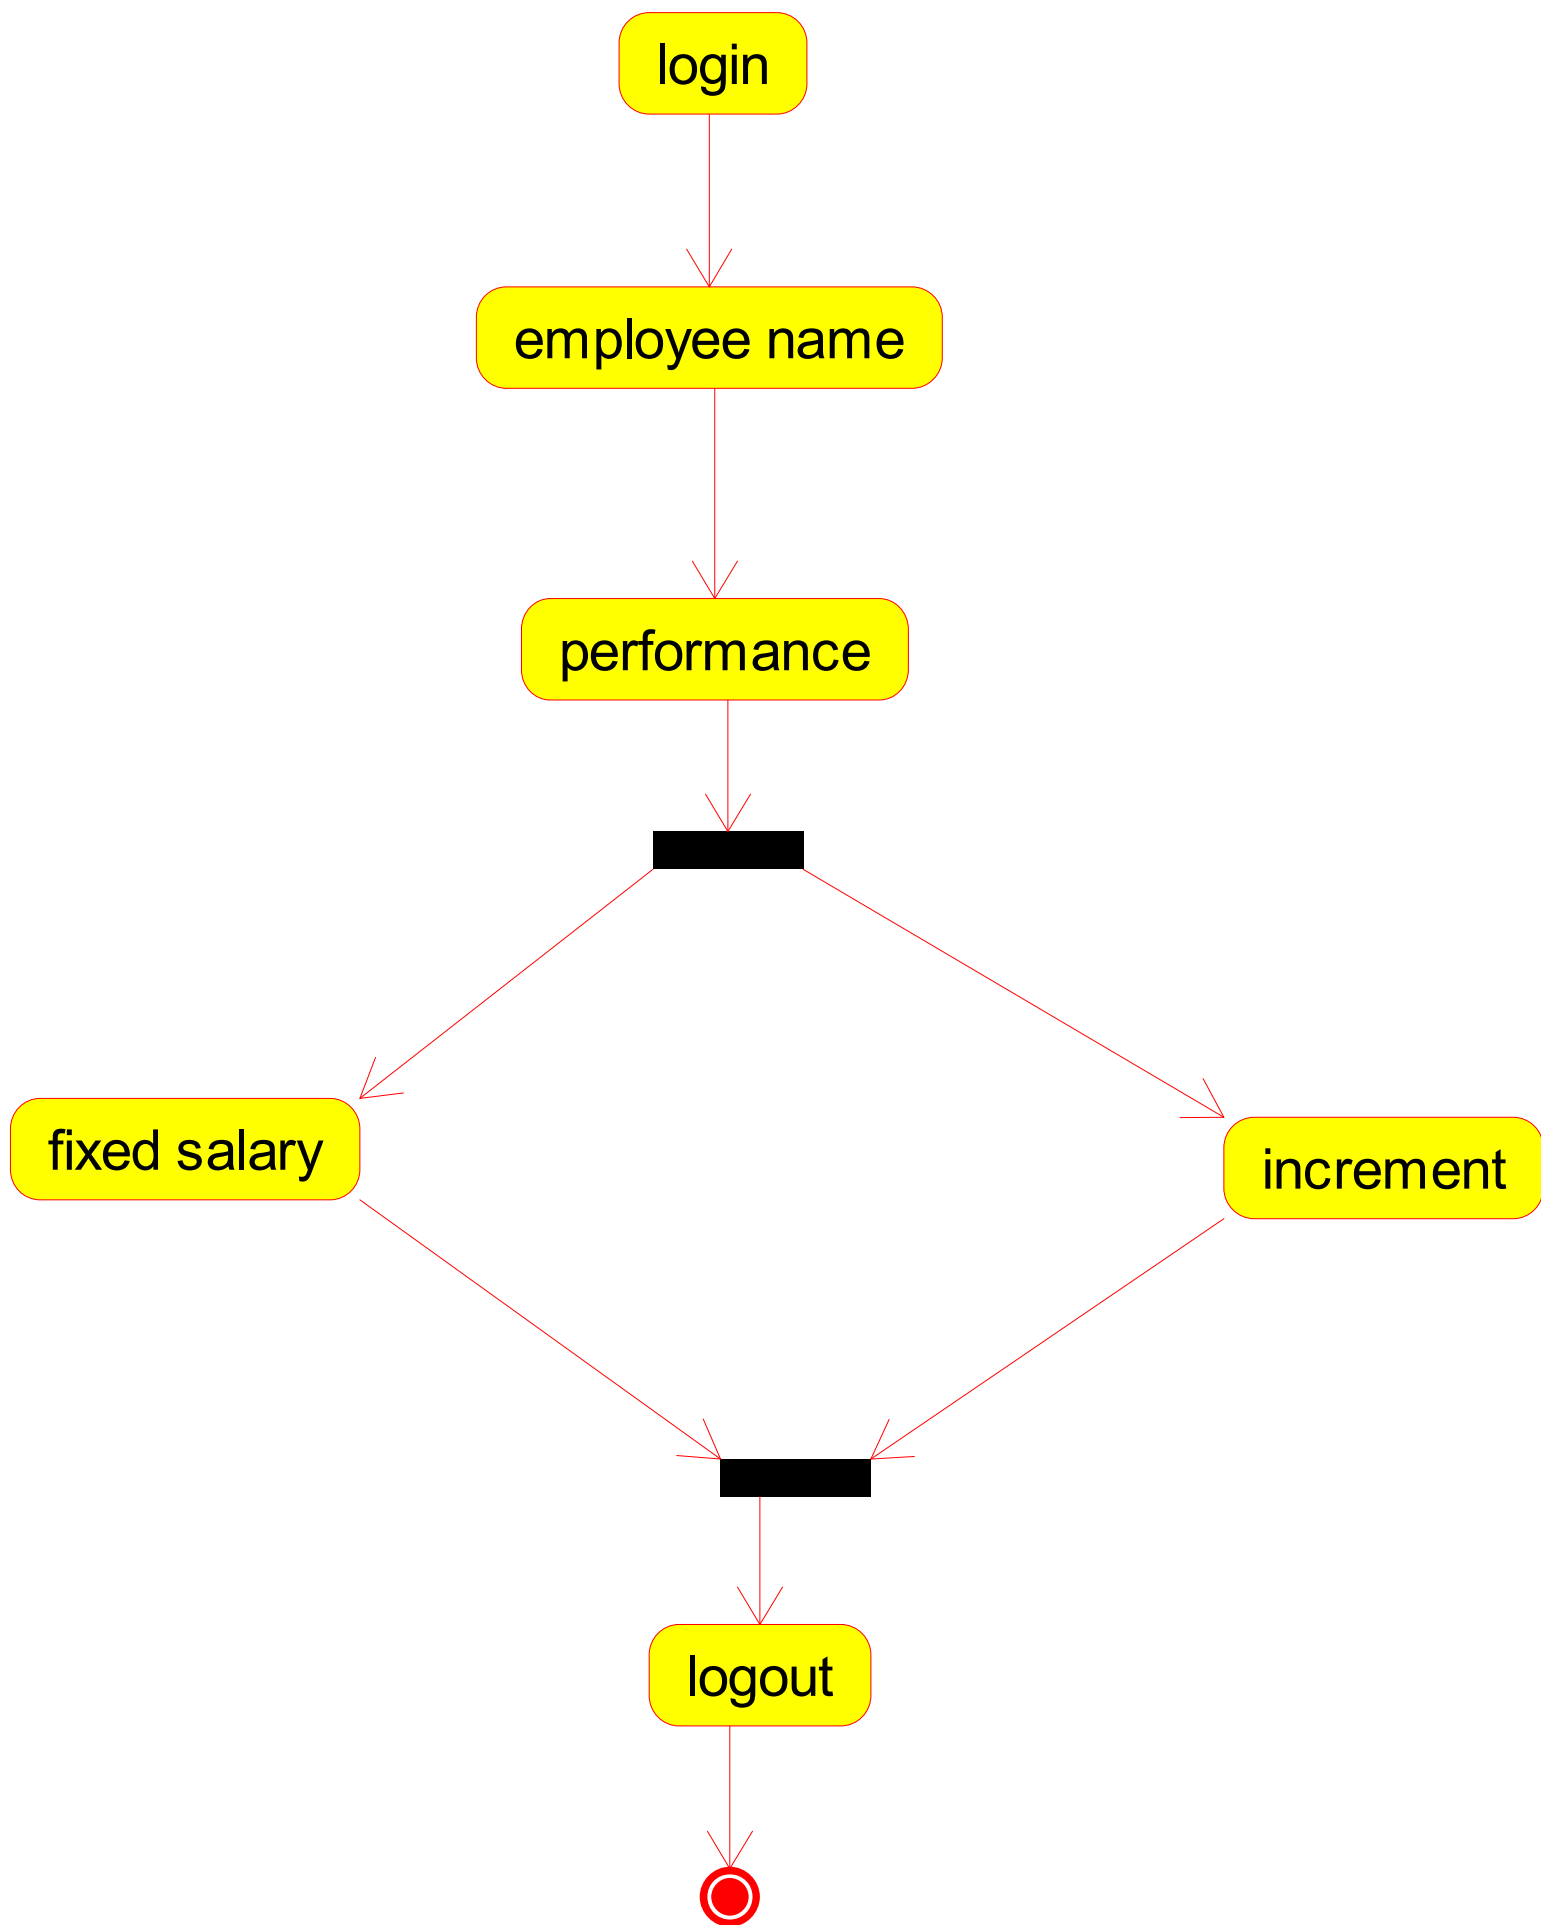 login
employee name
performance
fixed salary
increment
logout